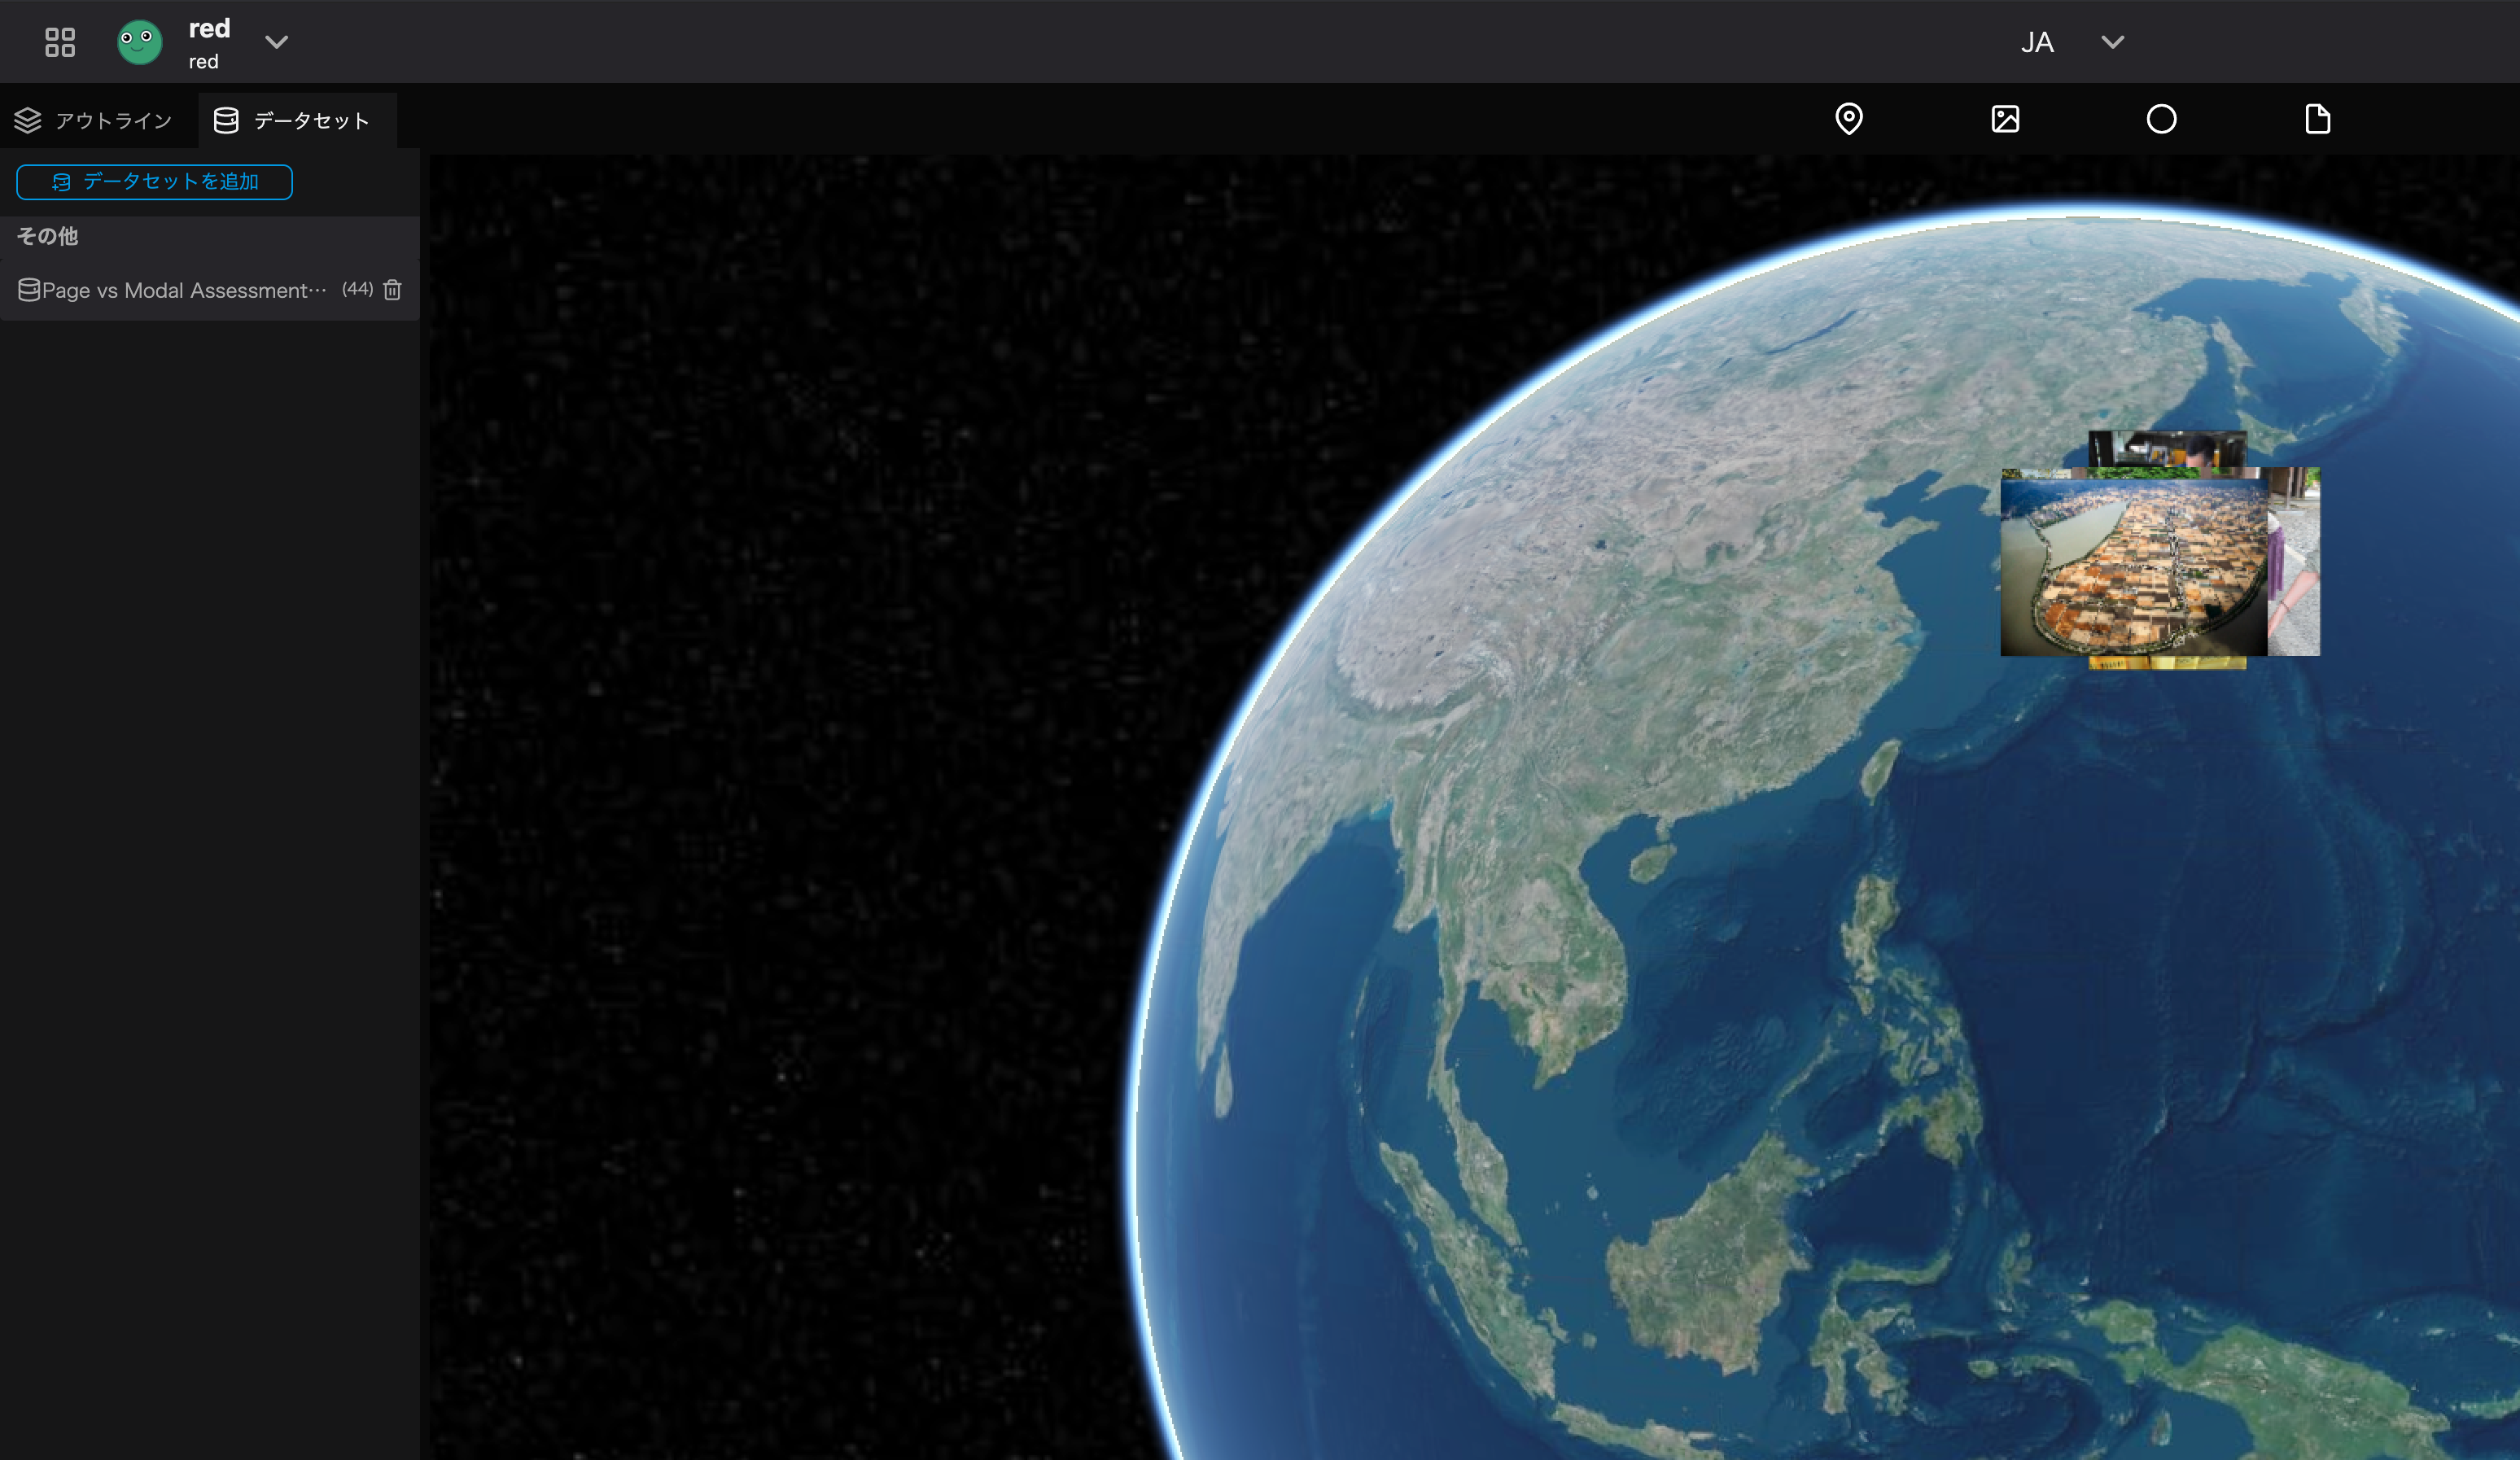 red
red
JA
アウトライン
データセット
データセットを追加
その他
Page vs Modal Assessment… (44)